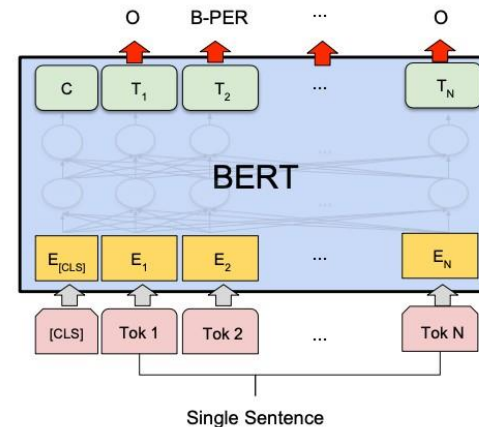 O B-PER ... O
C T1 T2 ... TN
...
BERT
...
E[CLS] E1 E2 EN
[CLS] Tok 1 Tok 2 ... Tok N
Single Sentence